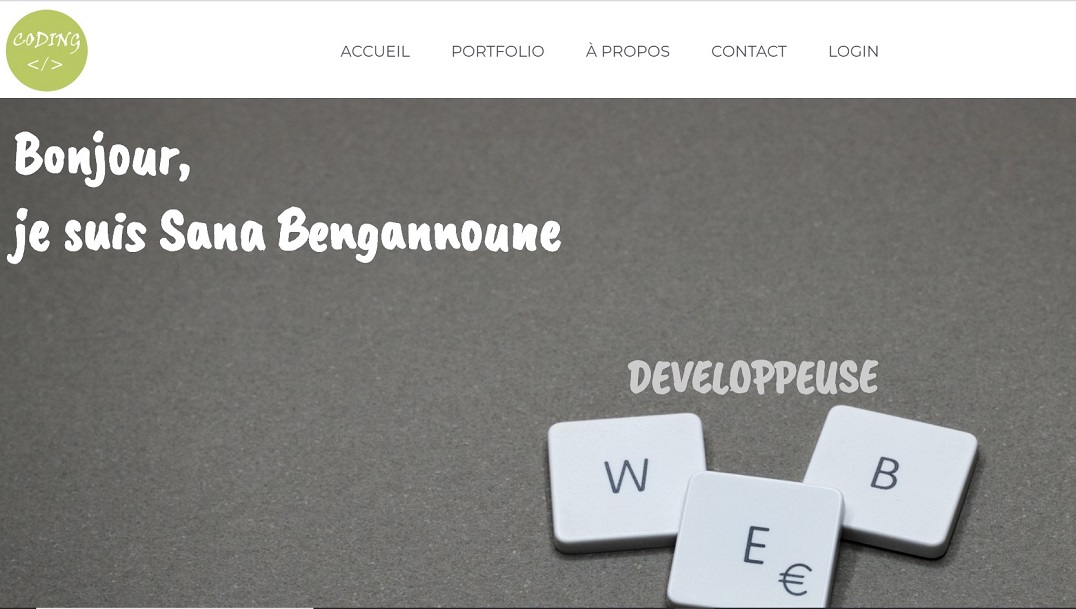 CODING
</>
ACCUEIL PORTFOLIO À PROPOS CONTACT LOGIN
Bonjour,
je suis Sana Bengannoune
DEVELOPPEUSE
W E B
€